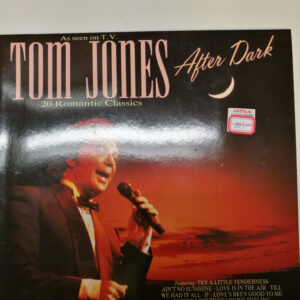 As seen on T.V.
TOM JONES
After Dark
20 Romantic Classics
Featuring: TRY A LITTLE TENDERNESS
AIN'T NO SUNSHINE · LOVE IS IN THE AIR · TILL
WE HAD IT ALL · IF · LOVE'S BEEN GOOD TO ME